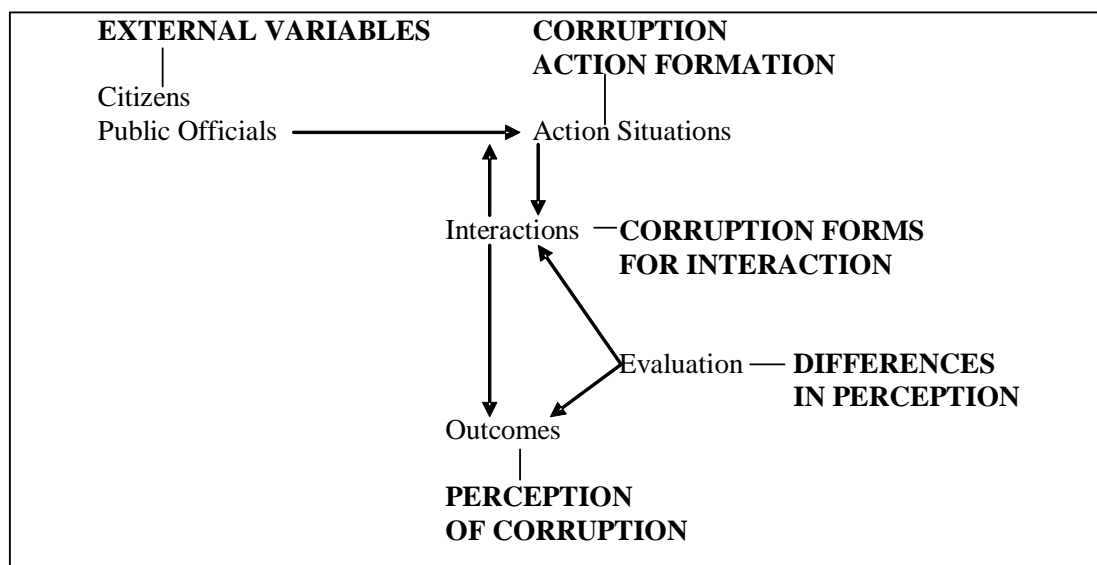 EXTERNAL VARIABLES
CORRUPTION
ACTION FORMATION
Citizens
Public Officials
Action Situations
Interactions
CORRUPTION FORMS
FOR INTERACTION
Evaluation
DIFFERENCES
IN PERCEPTION
Outcomes
PERCEPTION
OF CORRUPTION